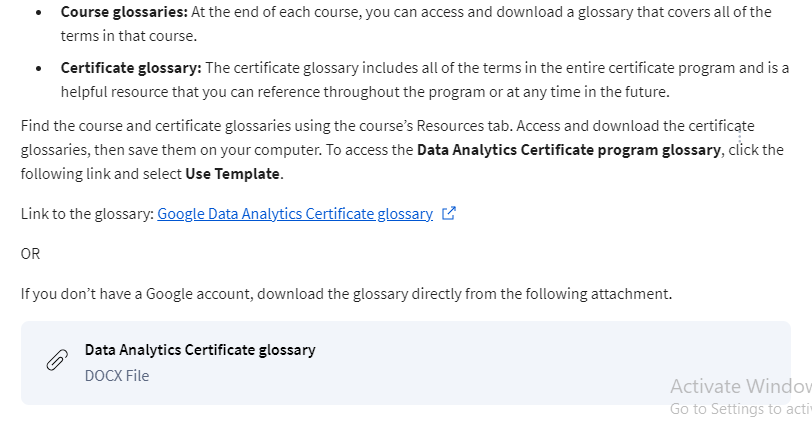 • Course glossaries: At the end of each course, you can access and download a glossary that covers all of the
terms in that course.
• Certificate glossary: The certificate glossary includes all of the terms in the entire certificate program and is a
helpful resource that you can reference throughout the program or at any time in the future.
Find the course and certificate glossaries using the course’s Resources tab. Access and download the certificate
glossaries, then save them on your computer. To access the Data Analytics Certificate program glossary, click the
following link and select Use Template.
Link to the glossary: Google Data Analytics Certificate glossary
OR
If you don’t have a Google account, download the glossary directly from the following attachment.
Data Analytics Certificate glossary
DOCX File
Activate Window
Go to Settings to acti